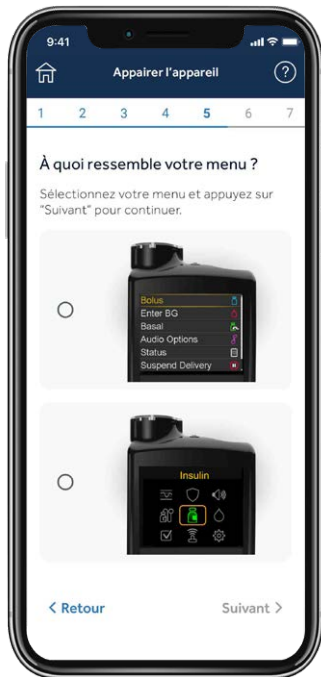 9:41
Appairer l'appareil
?
1 2 3 4 5 6 7
À quoi ressemble votre menu ?
Sélectionnez votre menu et appuyez sur
"Suivant" pour continuer.
Bolus
Enter BG
Basal
Audio Options
Status
Suspend Delivery
Insulin
< Retour
Suivant >